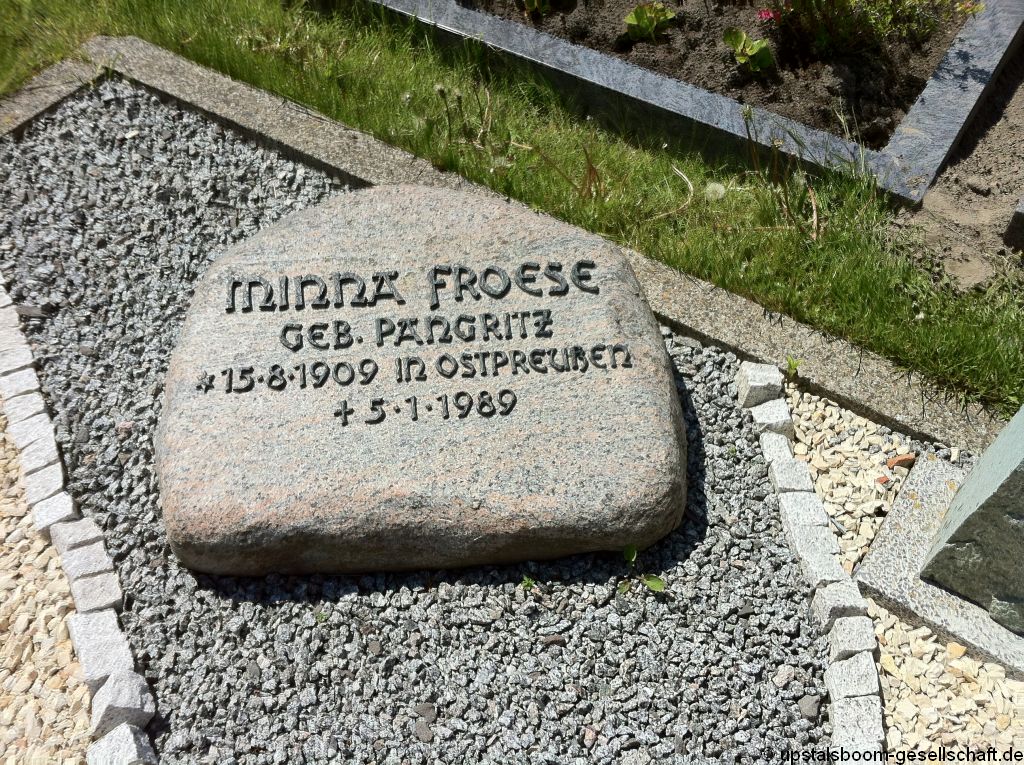 MINNA FROESE
GEB. PANGRITZ
* 15·8·1909 IN OSTPREUßEN
+ 5·1·1989
© upstalsboom-gesellschaft.de